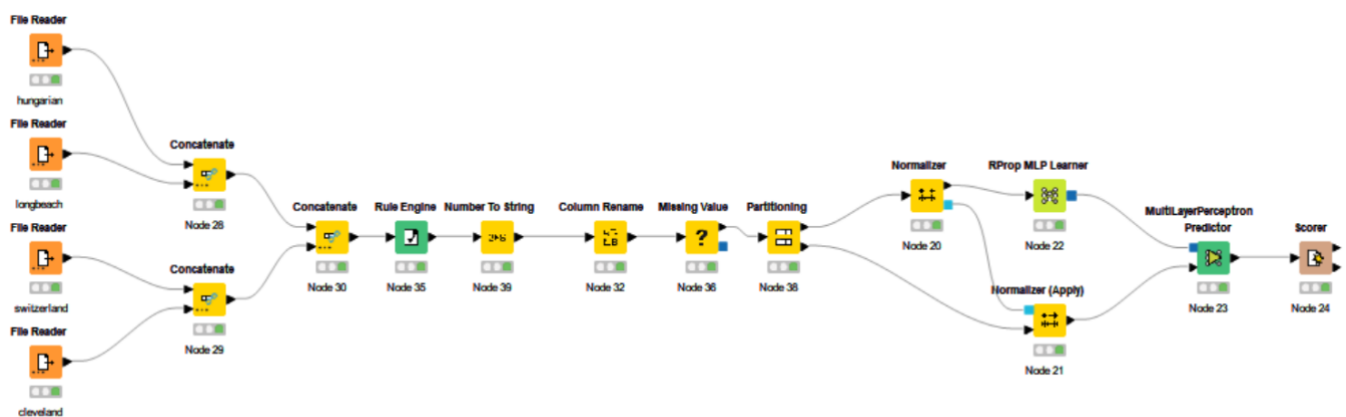 File Reader
hungarian
File Reader
longbeach
File Reader
switzerland
File Reader
cleveland
Concatenate
Node 28
Concatenate
Node 29
Concatenate
Node 30
Rule Engine
Node 35
Number To String
Node 39
Column Rename
Node 32
Missing Value
?
Node 36
Partitioning
Node 38
Normalizer
Node 20
RProp MLP Learner
Node 22
Normalizer (Apply)
Node 21
MultiLayerPerceptron
Predictor
Node 23
Scorer
Node 24